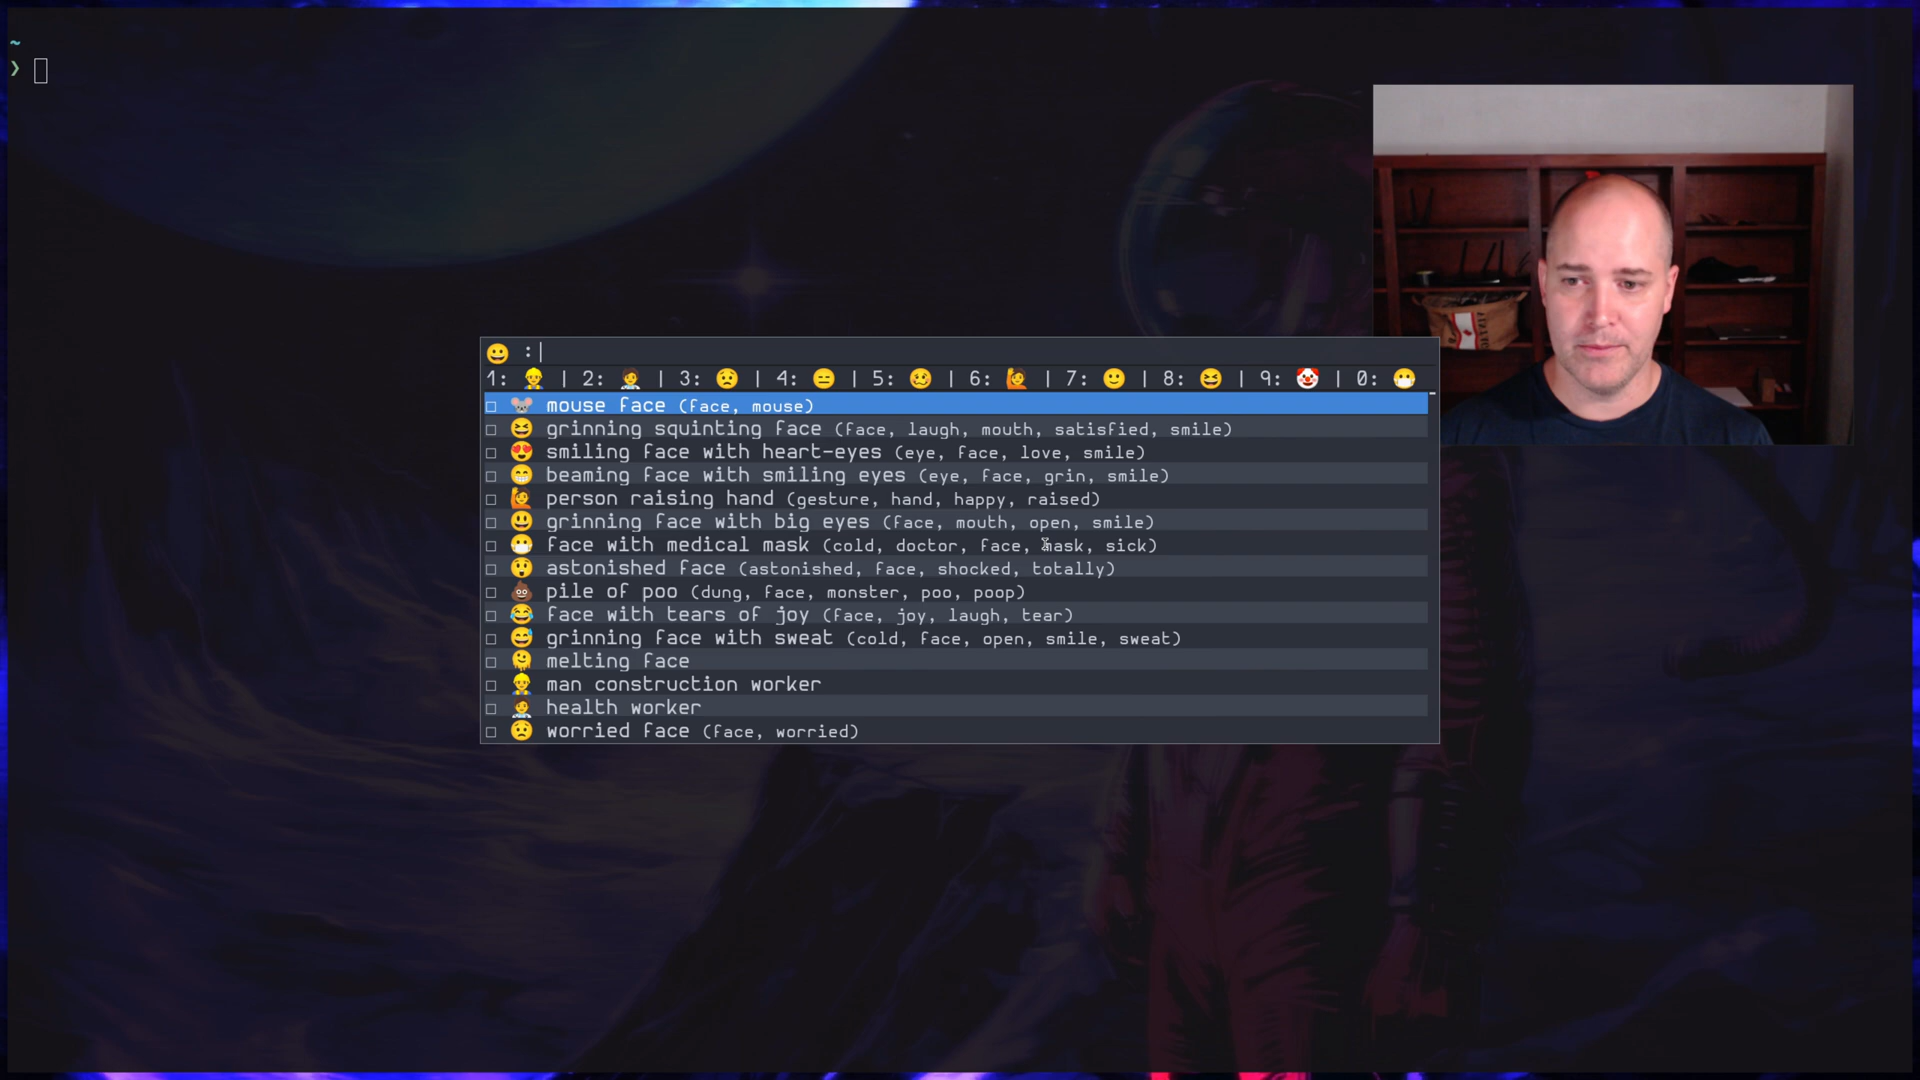 ~
❯
😀 :
1: 👷 | 2: 🧑‍⚕️ | 3: 😟 | 4: 😑 | 5: 🥴 | 6: 🙋 | 7: 🙂 | 8: 😆 | 9: 🤡 | 0: 😷
🐭 mouse face (face, mouse)
😆 grinning squinting face (face, laugh, mouth, satisfied, smile)
😍 smiling face with heart-eyes (eye, face, love, smile)
😁 beaming face with smiling eyes (eye, face, grin, smile)
🙋 person raising hand (gesture, hand, happy, raised)
😃 grinning face with big eyes (face, mouth, open, smile)
😷 face with medical mask (cold, doctor, face, mask, sick)
😲 astonished face (astonished, face, shocked, totally)
💩 pile of poo (dung, face, monster, poo, poop)
😂 face with tears of joy (face, joy, laugh, tear)
😅 grinning face with sweat (cold, face, open, smile, sweat)
🫠 melting face
👷‍♂️ man construction worker
🧑‍⚕️ health worker
😟 worried face (face, worried)